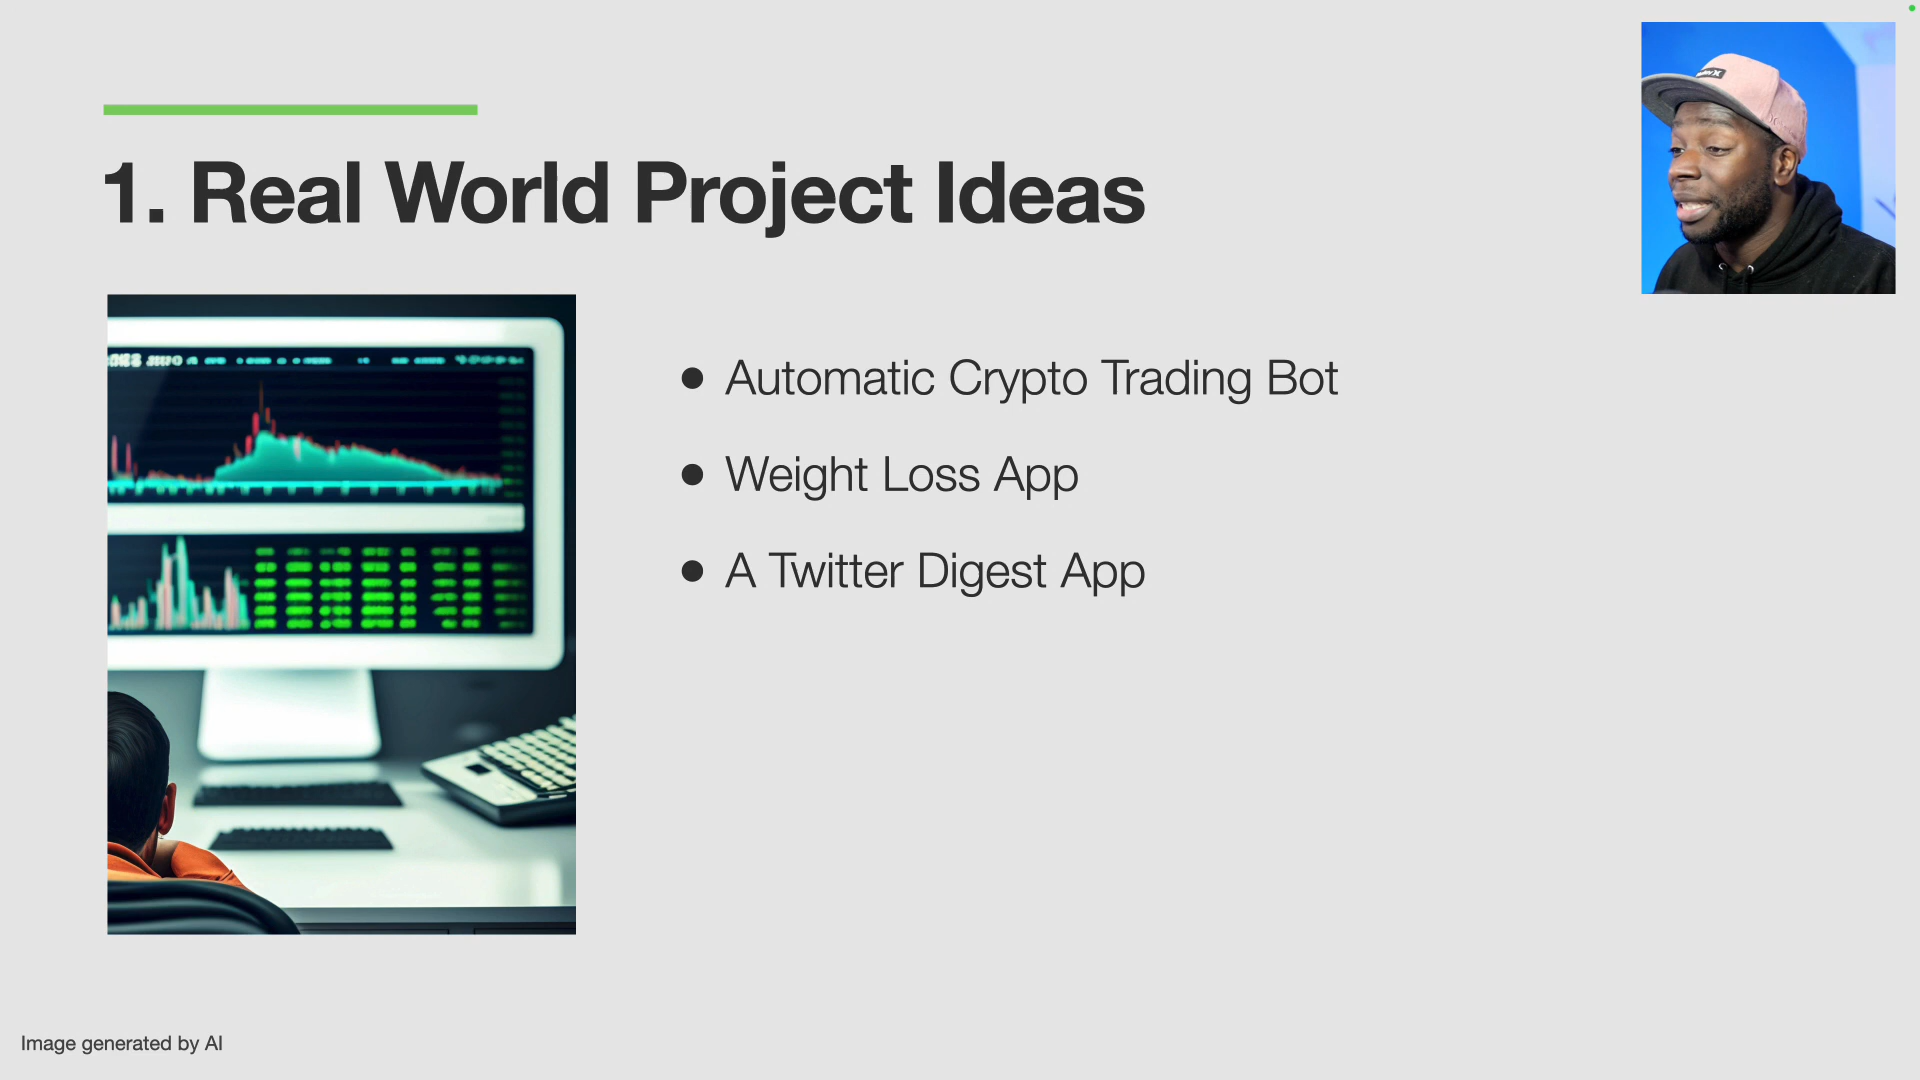 1. Real World Project Ideas
● Automatic Crypto Trading Bot
● Weight Loss App
● A Twitter Digest App
Image generated by AI